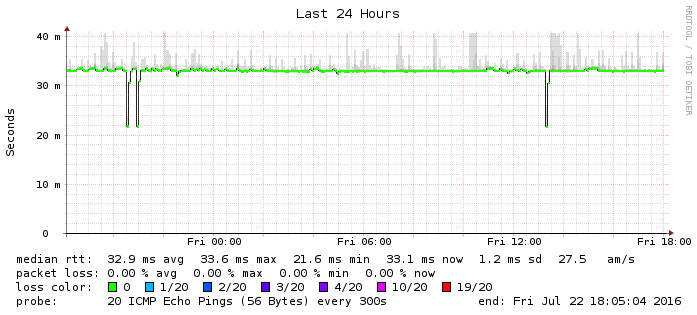 Last 24 Hours
RRDTOOL / TOBI OETIKER
Seconds
40 m
30 m
20 m
10 m
0
Fri 00:00 Fri 06:00 Fri 12:00 Fri 18:00
median rtt: 32.9 ms avg 33.6 ms max 21.6 ms min 33.1 ms now 1.2 ms sd 27.5 am/s
packet loss: 0.00 % avg 0.00 % max 0.00 % min 0.00 % now
loss color: 0 1/20 2/20 3/20 4/20 10/20 19/20
probe: 20 ICMP Echo Pings (56 Bytes) every 300s end: Fri Jul 22 18:05:04 2016